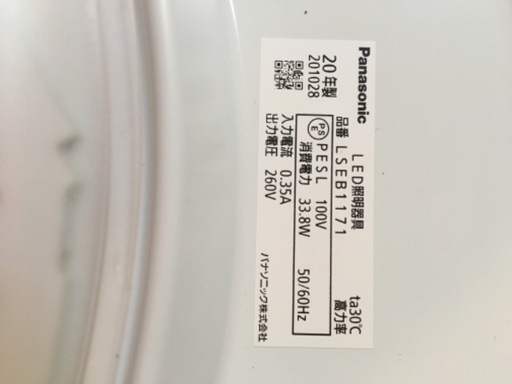 Panasonic
LED照明器具 ta30℃
品番 LSEB1171 高力率
PSE PESL 100V 50/60Hz
消費電力 33.8W
入力電流 0.35A
出力電圧 260V
20年製
201028
パナソニック株式会社